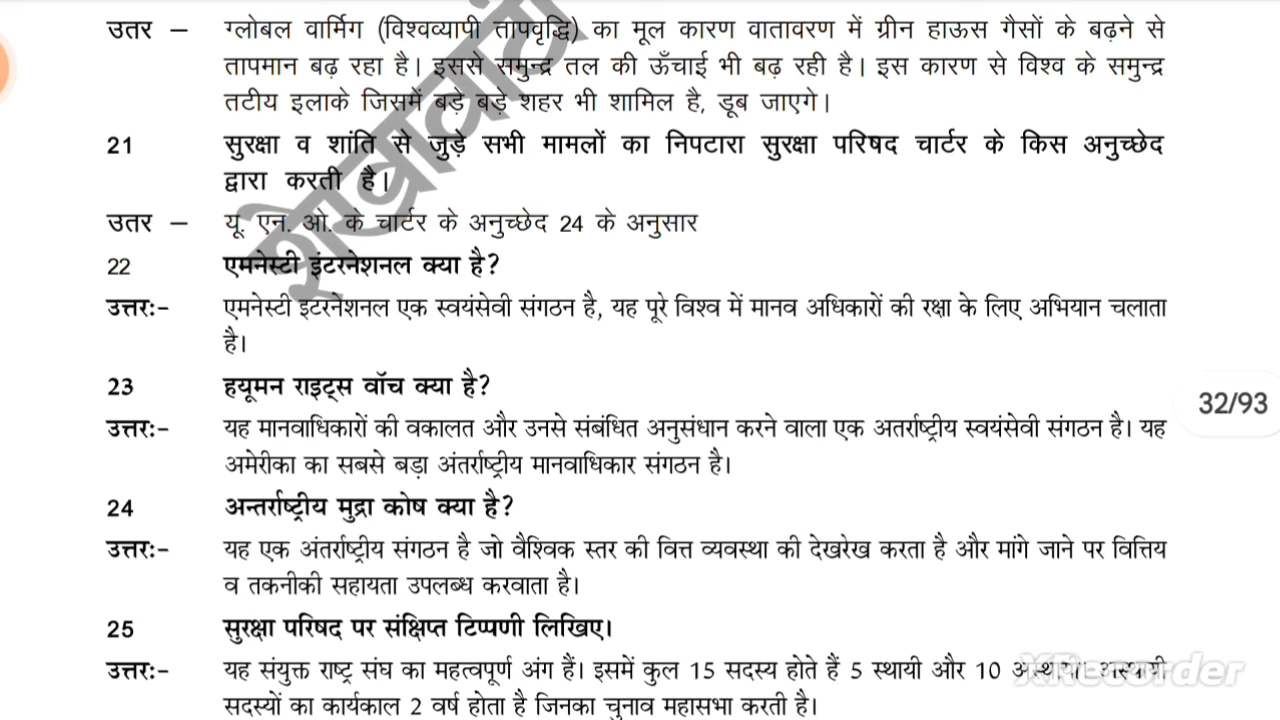 उतर – ग्लोबल वार्मिग (विश्वव्यापी तापवृद्धि) का मूल कारण वातावरण में ग्रीन हाऊस गैसों के बढ़ने से
तापमान बढ़ रहा है। इससे समुन्द्र तल की ऊँचाई भी बढ़ रही है। इस कारण से विश्व के समुन्द्र
तटीय इलाके जिसमें बड़े बड़े शहर भी शामिल है, डूब जाएगे।
21 सुरक्षा व शांति से जुड़े सभी मामलों का निपटारा सुरक्षा परिषद चार्टर के किस अनुच्छेद
द्वारा करती है।
उतर – यू. एन. ओ. के चार्टर के अनुच्छेद 24 के अनुसार
22 एमनेस्टी इंटरनेशनल क्या है?
उत्तरः- एमनेस्टी इंटरनेशनल एक स्वयंसेवी संगठन है, यह पूरे विश्व में मानव अधिकारों की रक्षा के लिए अभियान चलाता
है।
23 हयूमन राइट्स वॉच क्या है?
उत्तरः- यह मानवाधिकारों की वकालत और उनसे संबंधित अनुसंधान करने वाला एक अतर्राष्ट्रीय स्वयंसेवी संगठन है। यह
अमेरीका का सबसे बड़ा अंतर्राष्ट्रीय मानवाधिकार संगठन है।
32/93
24 अन्तर्राष्ट्रीय मुद्रा कोष क्या है?
उत्तरः- यह एक अंतर्राष्ट्रीय संगठन है जो वैश्विक स्तर की वित्त व्यवस्था की देखरेख करता है और मांगे जाने पर वित्तिय
व तकनीकी सहायता उपलब्ध करवाता है।
25 सुरक्षा परिषद पर संक्षिप्त टिप्पणी लिखिए।
उत्तरः- यह संयुक्त राष्ट्र संघ का महत्वपूर्ण अंग हैं। इसमें कुल 15 सदस्य होते हैं 5 स्थायी और 10 अस्थायी। अस्थायी
सदस्यों का कार्यकाल 2 वर्ष होता है जिनका चुनाव महासभा करती है।
शेखावाटी
XRecorder